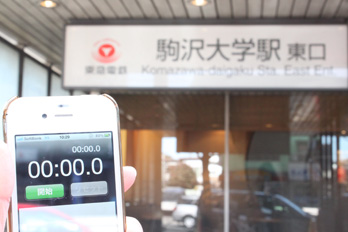 駒沢大学駅 東口
東急電鉄
Komazawa-daigaku Sta. East Ent.
00:00.0
00:00.0
開始